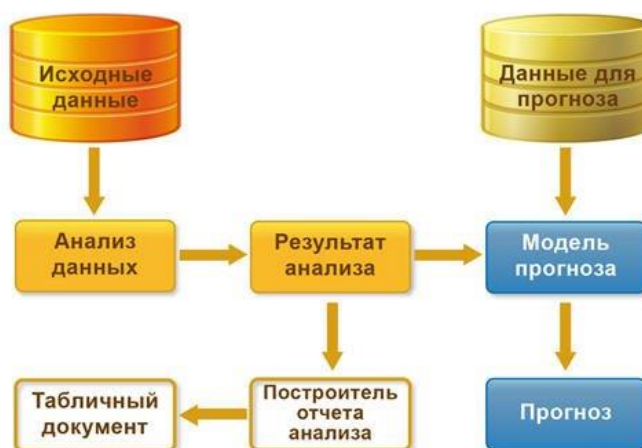 Исходные
данные
Данные для
прогноза
Анализ
данных
Результат
анализа
Модель
прогноза
Табличный
документ
Построитель
отчета
анализа
Прогноз